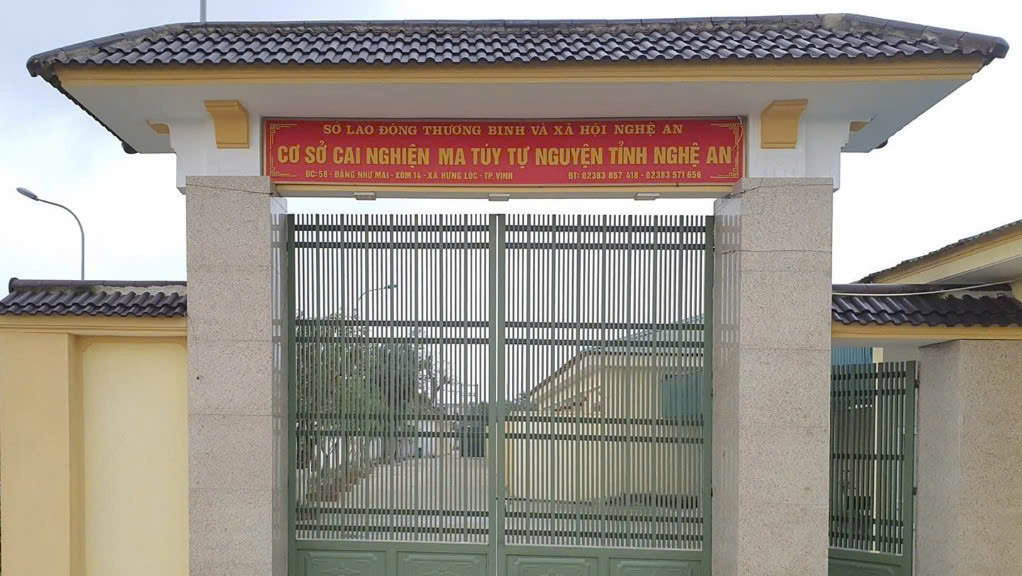 SỞ LAO ĐỘNG THƯƠNG BINH VÀ XÃ HỘI NGHỆ AN
CƠ SỞ CAI NGHIỆN MA TÚY TỰ NGUYỆN TỈNH NGHỆ AN
ĐC: 58 - ĐẶNG NHƯ MAI - XÓM 14 - XÃ HƯNG LỘC - TP. VINH ĐT: 02383 857 418 - 02383 571 656